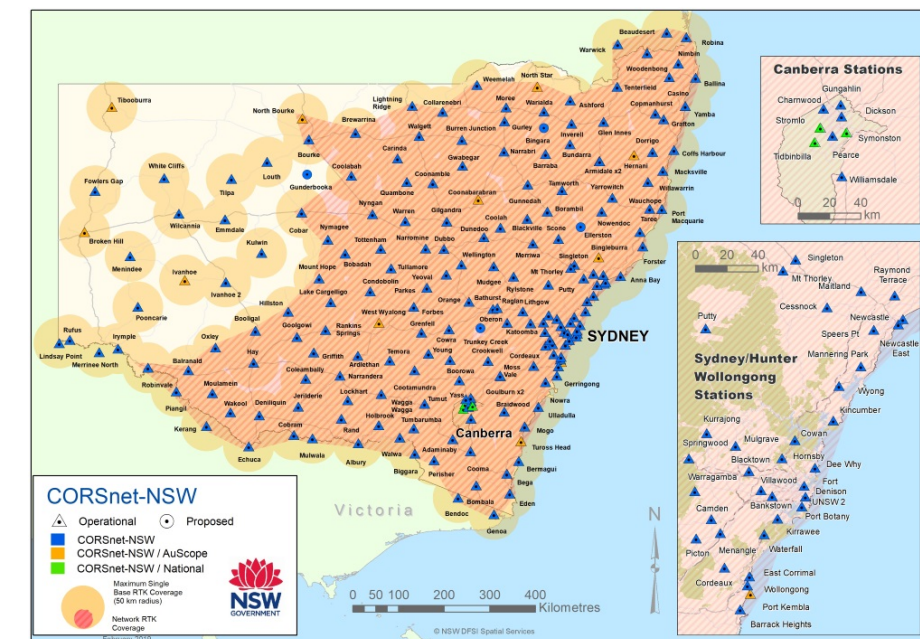 Beaudesert
Robina
Warwick
Nimbin
Woodenbong
North Star
Weemelah
Tenterfield
Ballina
Tibooburra
Lightning
Ridge
Collarenebri
Moree
Warialda
Ashford
Casino
Copmanhurst
Yamba
North Bourke
Brewarrina
Walgett
Burren Junction
Gurley
Inverell
Glen Innes
Grafton
Bingara
Dorrigo
Bourke
Carinda
Narrabri
Bundarra
Coffs Harbour
White Cliffs
Coolabah
Gwabegar
Barraba
Armidale x2
Hernani
Louth
Macksville
Fowlers Gap
Tilpa
Gunderbooka
Quambone
Coonamble
Coonabarabran
Tamworth
Yarrowitch
Willawarrin
Nyngan
Gunnedah
Wauchope
Wilcannia
Emmdale
Cobar
Warren
Gilgandra
Coolah
Borambil
Nowendoc
Taree
Port
Macquarie
Nymagee
Dunedoo
Blackville
Scone
Ellerston
Broken Hill
Kulwin
Tottenham
Narromine
Dubbo
Merriwa
Bingleburra
Menindee
Bobadah
Wellington
Singleton
Forster
Ivanhoe
Mount Hope
Tullamore
Mt Thorley
Anna Bay
Ivanhoe 2
Condobolin
Yeoval
Mudgee
Rylstone
Putty
Lake Cargelligo
Parkes
Pooncarie
Hillston
Orange
Bathurst
Raglan
Lithgow
West Wyalong
Forbes
Oberon
Booligal
Goolgowi
Rankins
Springs
Grenfell
Katoomba
SYDNEY
Rufus
Irymple
Oxley
Cowra
Trunkey Creek
Lindsay Point
Merrinee North
Hay
Griffith
Temora
Young
Crookwell
Cordeaux
Balranald
Ardlethan
Moss
Vale
Coleambally
Narrandera
Boorowa
Gerringong
Robinvale
Moulamein
Cootamundra
Goulburn x2
Jerilderie
Lockhart
Wagga
Wagga
Tumut
Yass
Braidwood
Nowra
Piangil
Wakool
Deniliquin
Holbrook
Tumbarumba
Ulladulla
Kerang
Cobram
Rand
Canberra
Mogo
Echuca
Mulwala
Albury
Walwa
Adaminaby
Tuross Head
Biggara
Perisher
Cooma
Bermagui
Bega
Bombala
Eden
Bendoc
Genoa
Victoria
Canberra Stations
Gungahlin
Charnwood
Dickson
Stromlo
Symonston
Tidbinbilla
Pearce
Williamsdale
0 20 40
km
0 20 40
km
Singleton
Mt Thorley
Maitland
Raymond
Terrace
Cessnock
Putty
Newcastle
Speers Pt
Newcastle
East
Mannering Park
Sydney/Hunter
Wollongong
Stations
Wyong
Kincumber
Kurrajong
Cowan
Mulgrave
Springwood
Hornsby
Blacktown
Dee Why
Warragamba
Villawood
Fort
Denison
UNSW 2
Bankstown
Camden
Port Botany
Kirrawee
Picton
Menangle
Waterfall
Cordeaux
East Corrimal
Wollongong
Port Kembla
Barrack Heights
CORSnet-NSW
Operational
Proposed
CORSnet-NSW
CORSnet-NSW / AuScope
CORSnet-NSW / National
Maximum Single
Base RTK Coverage
(50 km radius)
Network RTK
Coverage
February 2019
NSW
GOVERNMENT
N
0 50 100 200 300 400
Kilometres
© NSW DFSI Spatial Services